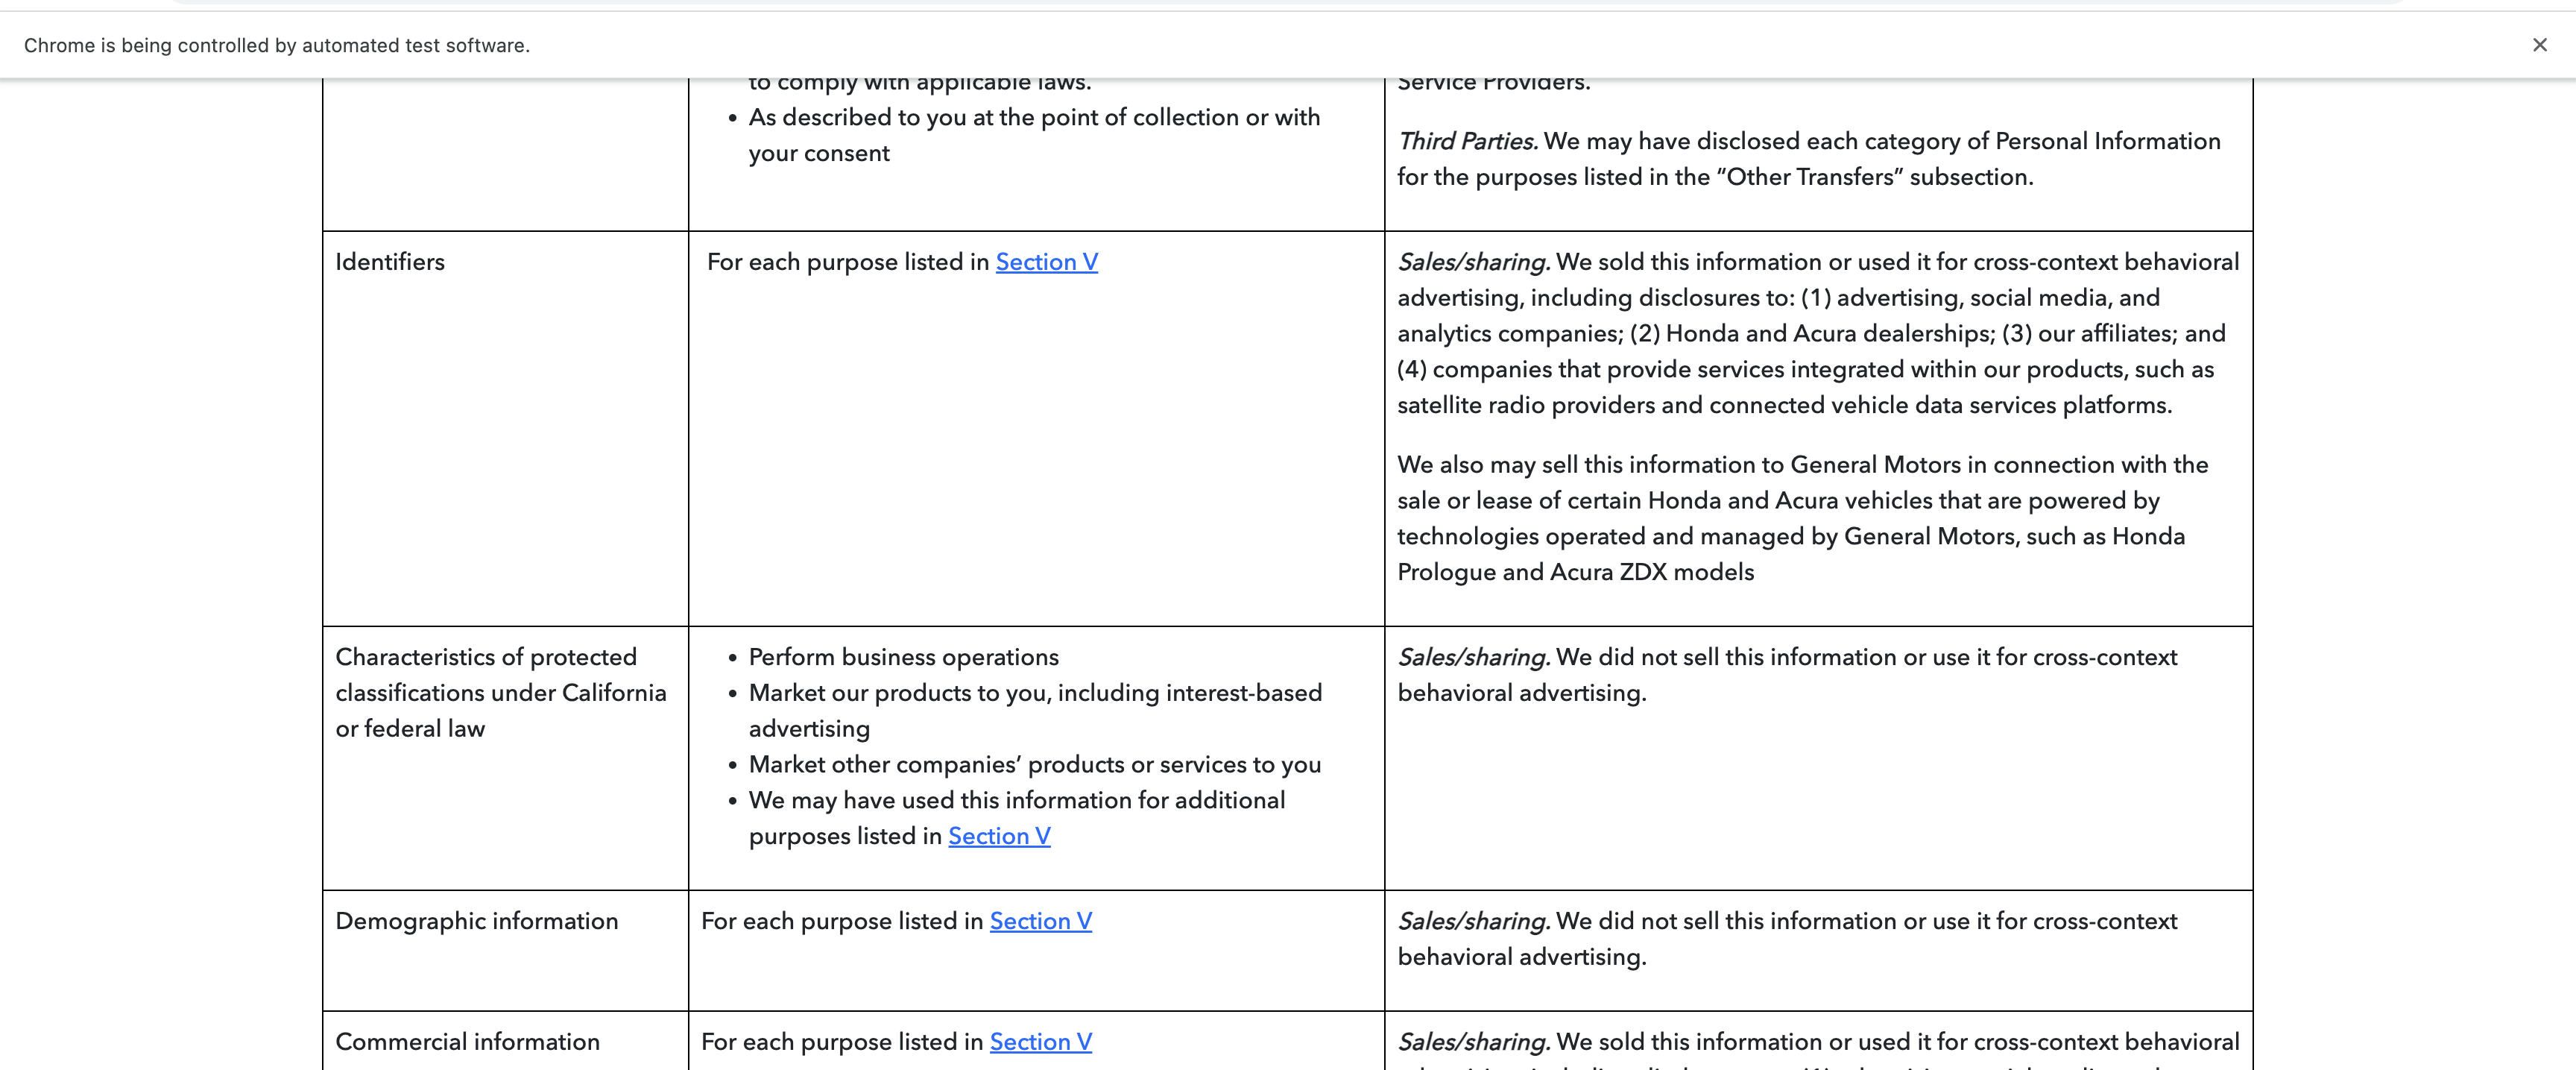 Chrome is being controlled by automated test software.
to comply with applicable laws.
• As described to you at the point of collection or with
your consent
Service Providers.
Third Parties. We may have disclosed each category of Personal Information
for the purposes listed in the “Other Transfers” subsection.
Identifiers
For each purpose listed in Section V
Sales/sharing. We sold this information or used it for cross-context behavioral
advertising, including disclosures to: (1) advertising, social media, and
analytics companies; (2) Honda and Acura dealerships; (3) our affiliates; and
(4) companies that provide services integrated within our products, such as
satellite radio providers and connected vehicle data services platforms.
We also may sell this information to General Motors in connection with the
sale or lease of certain Honda and Acura vehicles that are powered by
technologies operated and managed by General Motors, such as Honda
Prologue and Acura ZDX models
Characteristics of protected
classifications under California
or federal law
• Perform business operations
• Market our products to you, including interest-based
advertising
• Market other companies’ products or services to you
• We may have used this information for additional
purposes listed in Section V
Sales/sharing. We did not sell this information or use it for cross-context
behavioral advertising.
Demographic information
For each purpose listed in Section V
Sales/sharing. We did not sell this information or use it for cross-context
behavioral advertising.
Commercial information
For each purpose listed in Section V
Sales/sharing. We sold this information or used it for cross-context behavioral